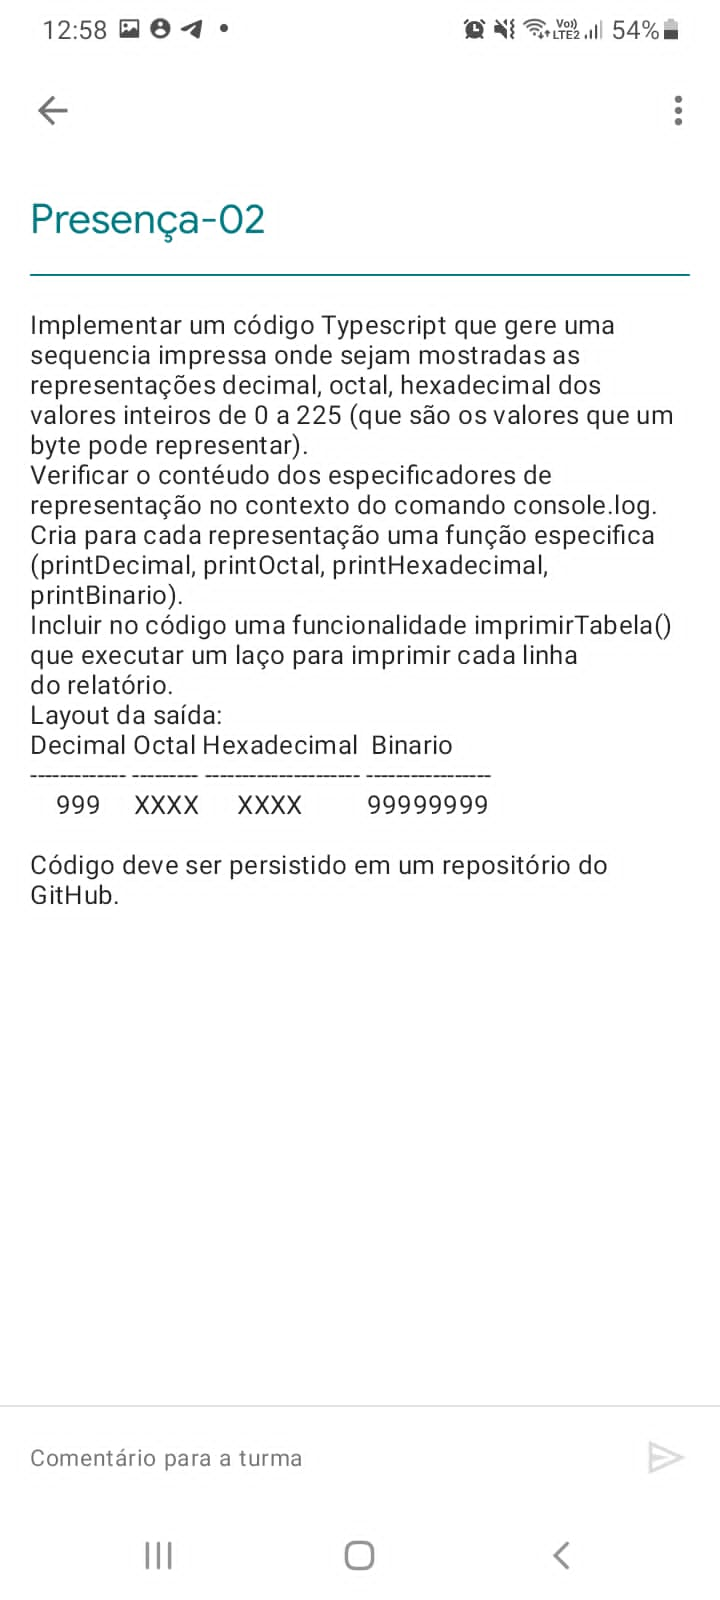 12:58 Vo)) LTE2 54%
Presença-02
Implementar um código Typescript que gere uma
sequencia impressa onde sejam mostradas as
representações decimal, octal, hexadecimal dos
valores inteiros de 0 a 225 (que são os valores que um
byte pode representar).
Verificar o contéudo dos especificadores de
representação no contexto do comando console.log.
Cria para cada representação uma função especifica
(printDecimal, printOctal, printHexadecimal,
printBinario).
Incluir no código uma funcionalidade imprimirTabela()
que executar um laço para imprimir cada linha
do relatório.
Layout da saída:
Decimal Octal Hexadecimal  Binario
------------- --------- --------------------- -----------------
999 XXXX XXXX 99999999
Código deve ser persistido em um repositório do
GitHub.
Comentário para a turma